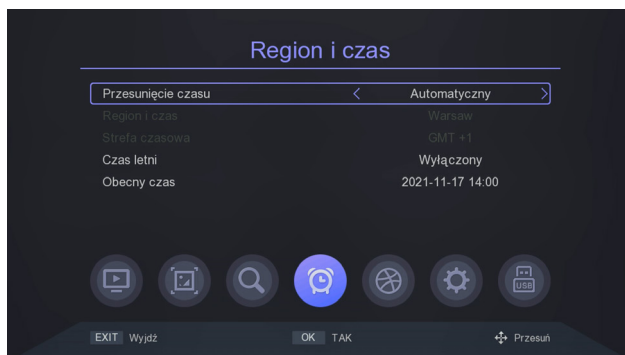 Region i czas
Przesunięcie czasu Automatyczny
Region i czas Warsaw
Strefa czasowa GMT +1
Czas letni Wyłączony
Obecny czas 2021-11-17 14:00
USB
EXIT Wyjdź OK TAK Przesuń